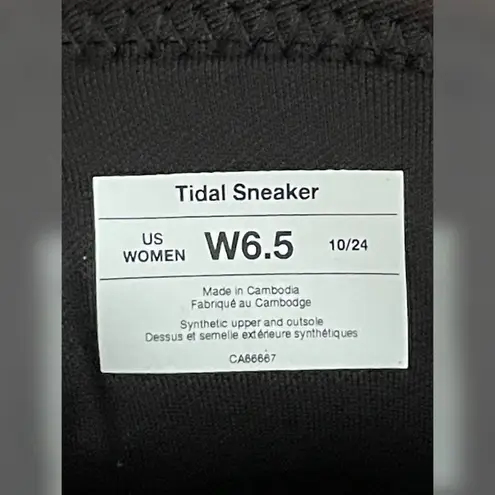 Tidal Sneaker
US WOMEN W6.5 10/24
Made in Cambodia
Fabriqué au Cambodge
Synthetic upper and outsole
Dessus et semelle extérieure synthétiques
CA66667